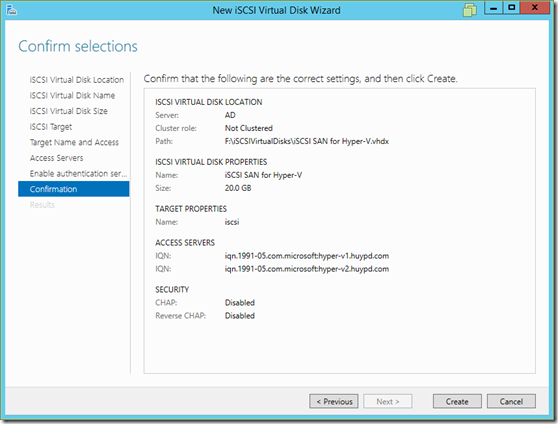 New iSCSI Virtual Disk Wizard
Confirm selections
iSCSI Virtual Disk Location
iSCSI Virtual Disk Name
iSCSI Virtual Disk Size
iSCSI Target
Target Name and Access
Access Servers
Enable authentication ser...
Confirmation
Results
Confirm that the following are the correct settings, and then click Create.
ISCSI VIRTUAL DISK LOCATION
Server: AD
Cluster role: Not Clustered
Path: F:\iSCSIVirtualDisks\iSCSI SAN for Hyper-V.vhdx
ISCSI VIRTUAL DISK PROPERTIES
Name: iSCSI SAN for Hyper-V
Size: 20.0 GB
TARGET PROPERTIES
Name: iscsi
ACCESS SERVERS
IQN: iqn.1991-05.com.microsoft:hyper-v1.huypd.com
IQN: iqn.1991-05.com.microsoft:hyper-v2.huypd.com
SECURITY
CHAP: Disabled
Reverse CHAP: Disabled
< Previous
Next >
Create
Cancel